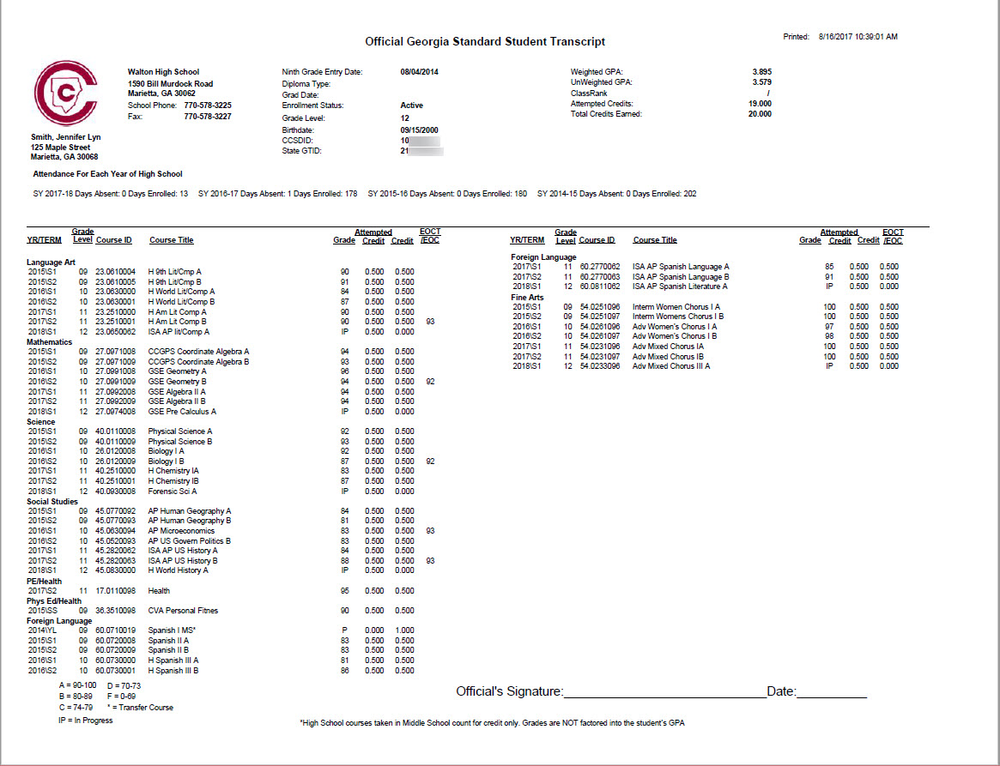 Official Georgia Standard Student Transcript
Printed: 8/16/2017 10:39:01 AM
C
Walton High School
1590 Bill Murdock Road
Marietta, GA 30062
School Phone: 770-578-3225
Fax: 770-578-3227
Smith, Jennifer Lyn
125 Maple Street
Marietta, GA 30068
Ninth Grade Entry Date: 08/04/2014
Diploma Type:
Grad Date:
Enrollment Status: Active
Grade Level: 12
Birthdate: 09/15/2000
CCSDID: 10
State GTID: 21
Weighted GPA: 3.895
UnWeighted GPA: 3.579
ClassRank /
Attempted Credits: 19.000
Total Credits Earned: 20.000
Attendance For Each Year of High School
SY 2017-18 Days Absent: 0 Days Enrolled: 13 SY 2016-17 Days Absent: 1 Days Enrolled: 178 SY 2015-16 Days Absent: 0 Days Enrolled: 180 SY 2014-15 Days Absent: 0 Days Enrolled: 202
Grade Attempted EOCT
YR/TERM Level Course ID Course Title Grade Credit Credit /EOC
Language Art
2015\S1 09 23.0610004 H 9th Lit/Cmp A 90 0.500 0.500
2015\S2 09 23.0610005 H 9th Lit/Cmp B 91 0.500 0.500
2016\S1 10 23.0630000 H World Lit/Comp A 84 0.500 0.500
2016\S2 10 23.0630001 H World Lit/Comp B 87 0.500 0.500
2017\S1 11 23.2510000 H Am Lit Comp A 90 0.500 0.500
2017\S2 11 23.2510001 H Am Lit Comp B 90 0.500 0.500 93
2018\S1 12 23.0650062 ISA AP lit/Comp A IP 0.500 0.000
Mathematics
2015\S1 09 27.0971008 CCGPS Coordinate Algebra A 94 0.500 0.500
2015\S2 09 27.0971009 CCGPS Coordinate Algebra B 93 0.500 0.500
2016\S1 10 27.0991008 GSE Geometry A 96 0.500 0.500
2016\S2 10 27.0991009 GSE Geometry B 94 0.500 0.500 92
2017\S1 11 27.0992008 GSE Algebra II A 94 0.500 0.500
2017\S2 11 27.0992009 GSE Algebra II B 94 0.500 0.500
2018\S1 12 27.0974008 GSE Pre Calculus A IP 0.500 0.000
Science
2015\S1 09 40.0110008 Physical Science A 92 0.500 0.500
2015\S2 09 40.0110009 Physical Science B 93 0.500 0.500
2016\S1 10 26.0120008 Biology I A 92 0.500 0.500
2016\S2 10 26.0120009 Biology I B 87 0.500 0.500 92
2017\S1 11 40.2510000 H Chemistry IA 83 0.500 0.500
2017\S2 11 40.2510001 H Chemistry IB 87 0.500 0.500
2018\S1 12 40.0930008 Forensic Sci A IP 0.500 0.000
Social Studies
2015\S1 09 45.0770092 AP Human Geography A 84 0.500 0.500
2015\S2 09 45.0770093 AP Human Geography B 81 0.500 0.500
2016\S1 10 45.0630094 AP Microeconomics 83 0.500 0.500 93
2016\S2 10 45.0520093 AP US Govern Politics B 83 0.500 0.500
2017\S1 11 45.2820062 ISA AP US History A 84 0.500 0.500
2017\S2 11 45.2820063 ISA AP US History B 88 0.500 0.500 93
2018\S1 12 45.0830000 H World History A IP 0.500 0.000
PE/Health
2017\S2 11 17.0110098 Health 95 0.500 0.500
Phys Ed/Health
2015\SS 09 36.3510098 CVA Personal Fitnes 90 0.500 0.500
Foreign Language
2014\YL 09 60.0710019 Spanish I MS* P 0.000 1.000
2015\S1 09 60.0720008 Spanish II A 83 0.500 0.500
2015\S2 09 60.0720009 Spanish II B 83 0.500 0.500
2016\S1 10 60.0730000 H Spanish III A 81 0.500 0.500
2016\S2 10 60.0730001 H Spanish III B 86 0.500 0.500
Grade Attempted EOCT
YR/TERM Level Course ID Course Title Grade Credit Credit /EOC
Foreign Language
2017\S1 11 60.2770062 ISA AP Spanish Language A 85 0.500 0.500
2017\S2 11 60.2770063 ISA AP Spanish Language B 91 0.500 0.500
2018\S1 12 60.0811062 ISA AP Spanish Literature A IP 0.500 0.000
Fine Arts
2015\S1 09 54.0251096 Interm Women Chorus I A 100 0.500 0.500
2015\S2 09 54.0251097 Interm Womens Chorus I B 100 0.500 0.500
2016\S1 10 54.0261096 Adv Women's Chorus I A 97 0.500 0.500
2016\S2 10 54.0261097 Adv Women's Chorus I B 98 0.500 0.500
2017\S1 11 54.0231096 Adv Mixed Chorus IA 100 0.500 0.500
2017\S2 11 54.0231097 Adv Mixed Chorus IB 100 0.500 0.500
2018\S1 12 54.0233096 Adv Mixed Chorus III A IP 0.500 0.000
A = 90-100 D = 70-73
B = 80-89 F = 0-69
C = 74-79 * = Transfer Course
IP = In Progress
Official's Signature: Date:
*High School courses taken in Middle School count for credit only. Grades are NOT factored into the student's GPA